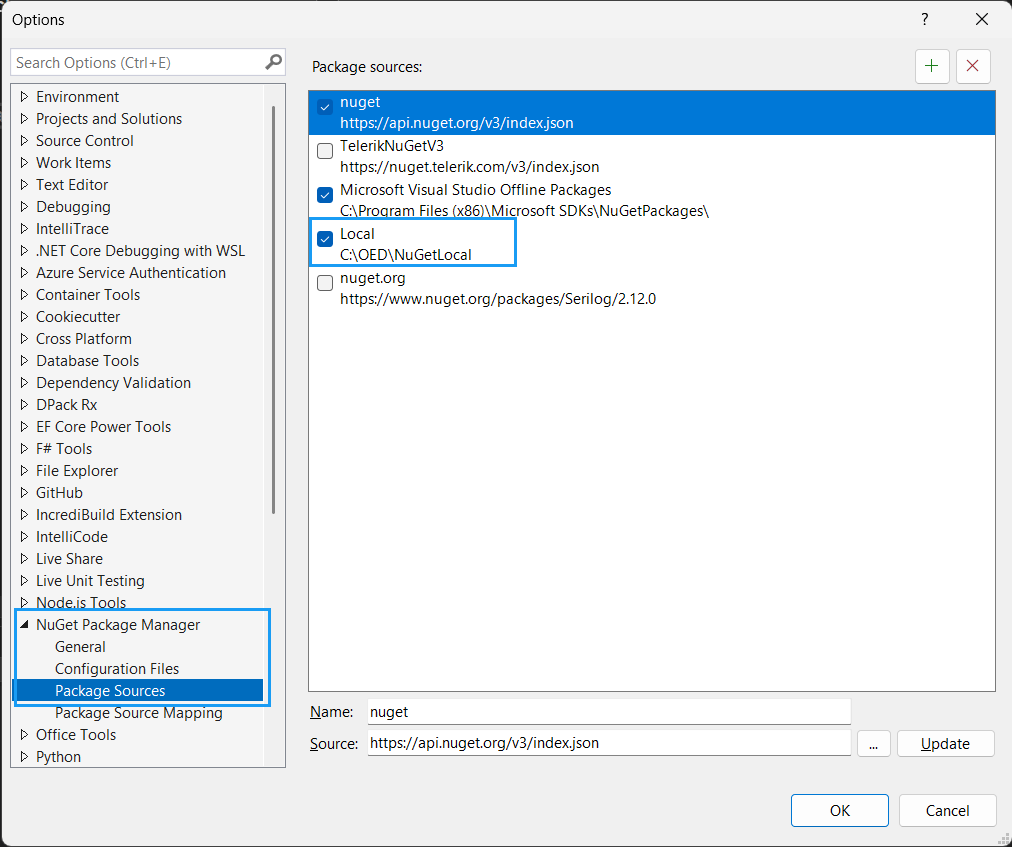 Options
?
Search Options (Ctrl+E)
Environment
Projects and Solutions
Source Control
Work Items
Text Editor
Debugging
IntelliTrace
.NET Core Debugging with WSL
Azure Service Authentication
Container Tools
Cookiecutter
Cross Platform
Database Tools
Dependency Validation
DPack Rx
EF Core Power Tools
F# Tools
File Explorer
GitHub
IncrediBuild Extension
IntelliCode
Live Share
Live Unit Testing
Node.js Tools
NuGet Package Manager
General
Configuration Files
Package Sources
Package Source Mapping
Office Tools
Python
Package sources:
nuget
https://api.nuget.org/v3/index.json
TelerikNuGetV3
https://nuget.telerik.com/v3/index.json
Microsoft Visual Studio Offline Packages
C:\Program Files (x86)\Microsoft SDKs\NuGetPackages\
Local
C:\OED\NuGetLocal
nuget.org
https://www.nuget.org/packages/Serilog/2.12.0
Name: nuget
Source: https://api.nuget.org/v3/index.json ... Update
OK Cancel